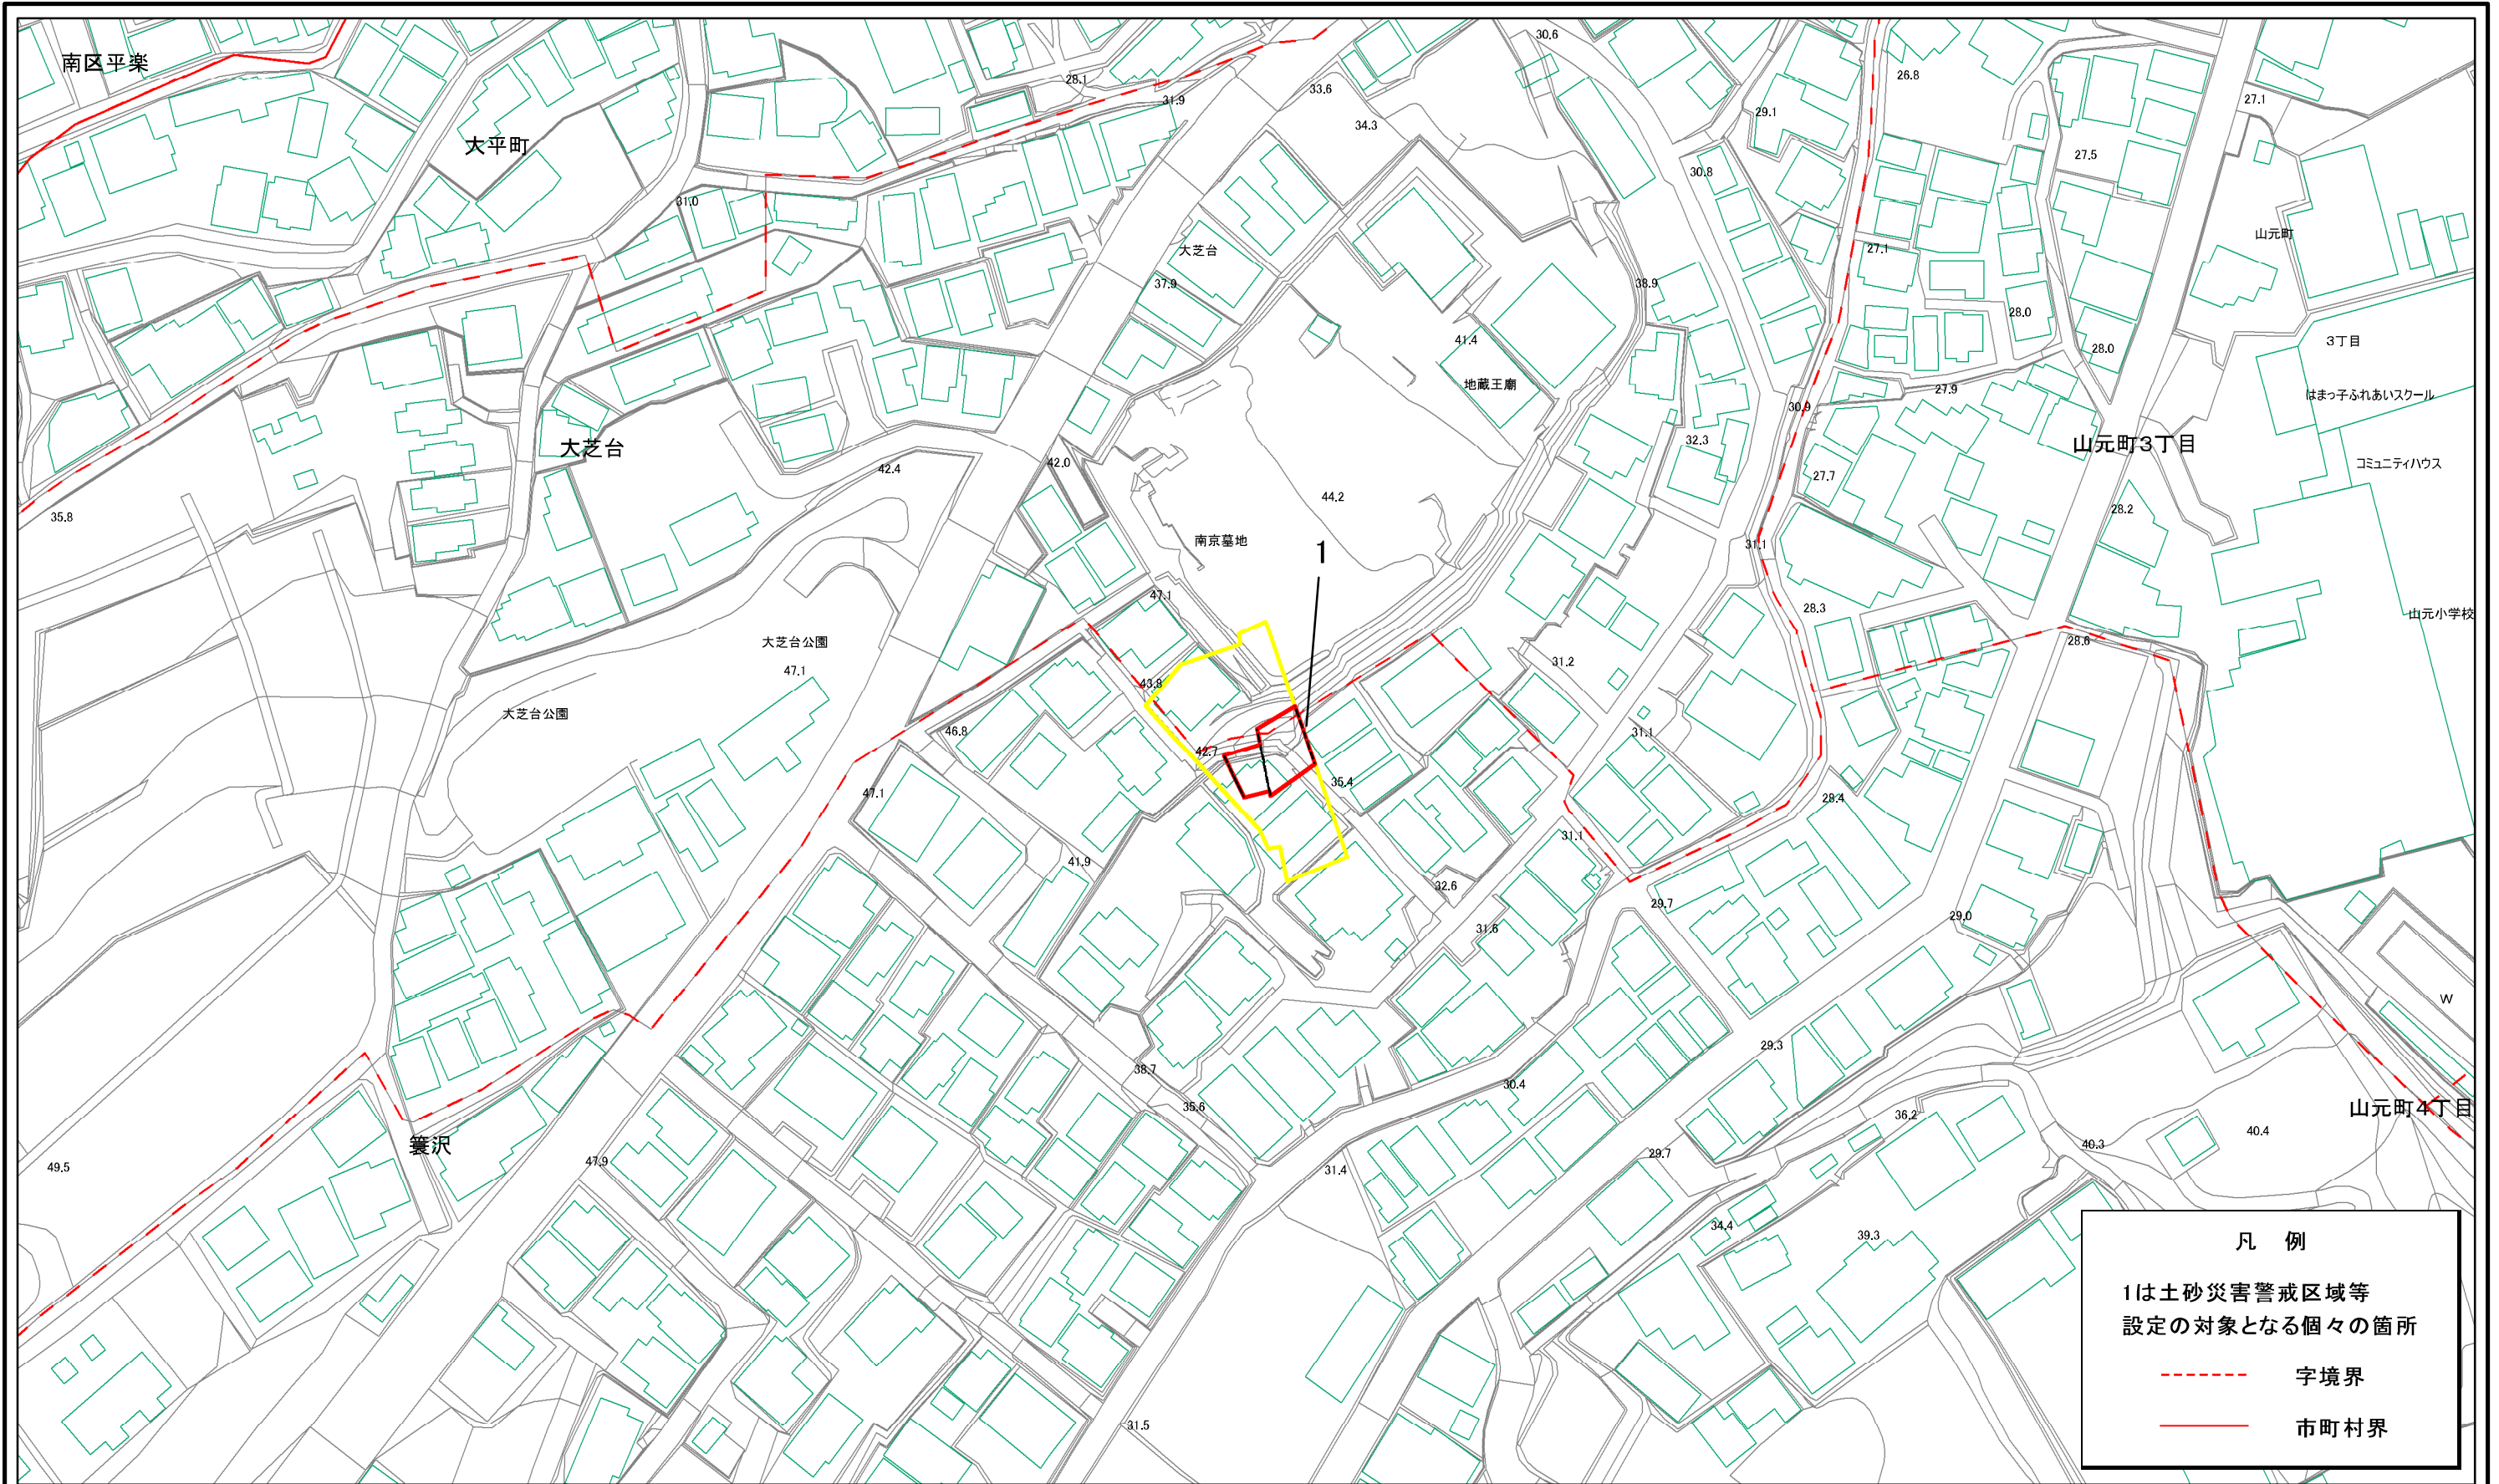 南区平楽
大平町
28.1
31.9
30.6
33.6
34.3
26.8
29.1
27.1
27.5
30.8
31.0
大芝台
37.9
38.9
27.1
山元町
28.0
28.0
3丁目
41.4
地蔵王廟
27.9
はまっ子ふれあいスクール
30.9
大芝台
42.4
42.0
32.3
山元町3丁目
コミュニティハウス
27.7
44.2
28.2
35.8
南京墓地
1
31.1
47.1
28.3
山元小学校
大芝台公園
47.1
28.6
31.2
43.8
大芝台公園
46.8
42.7
31.1
35.4
47.1
28.4
41.9
31.1
32.6
29.7
31.6
29.0
W
29.3
38.7
30.4
35.6
36.2
山元町4丁目
40.4
40.3
簑沢
49.5
47.9
31.4
29.7
34.4
39.3
31.5
凡 例
1は土砂災害警戒区域等
設定の対象となる個々の箇所
字境界
市町村界